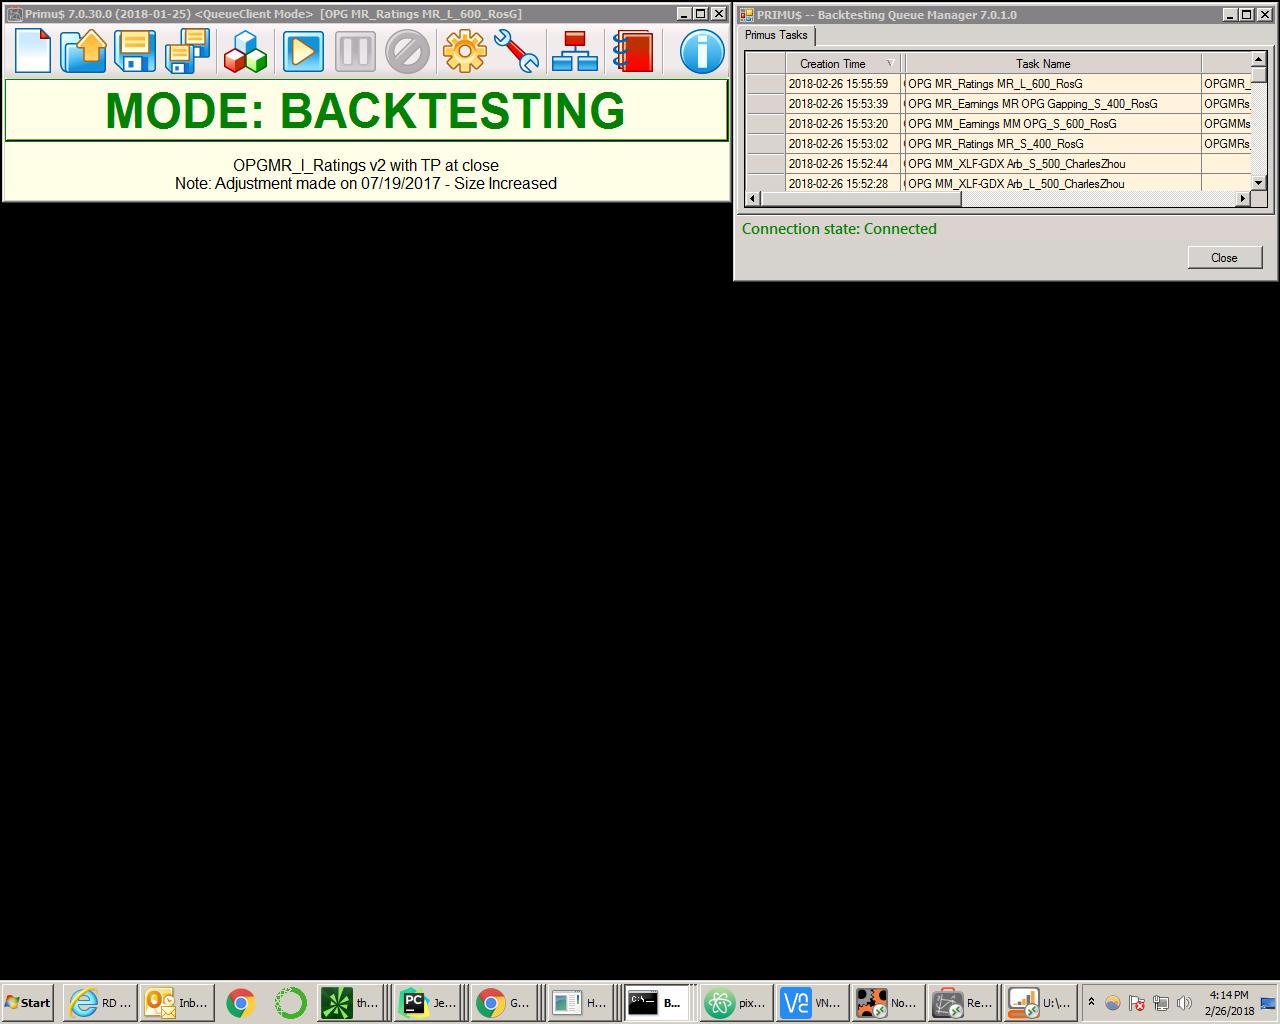 Primu$ 7.0.30.0 (2018-01-25) <QueueClient Mode> [OPG MR_Ratings MR_L_600_RosG]
MODE: BACKTESTING
OPGMR_I_Ratings v2 with TP at close
Note: Adjustment made on 07/19/2017 - Size Increased
PRIMU$ -- Backtesting Queue Manager 7.0.1.0
Primus Tasks
Creation Time Task Name
2018-02-26 15:55:59 OPG MR_Ratings MR_L_600_RosG OPGMR_
2018-02-26 15:53:39 OPG MR_Earnings MR OPG Gapping_S_400_RosG OPGMRs_
2018-02-26 15:53:20 OPG MM_Earnings MM OPG_S_600_RosG OPGMMs
2018-02-26 15:53:02 OPG MR_Ratings MR_S_400_RosG OPGMRs_
2018-02-26 15:52:44 OPG MM_XLF-GDX Arb_S_500_CharlesZhou
2018-02-26 15:52:28 OPG MM_XLF-GDX Arb_L_500_CharlesZhou
Connection state: Connected
Close
Start RD ... Inb... th... PC Je... G... H... C:\ B... pix... VN... No... Re... U:\... 4:14 PM
2/26/2018